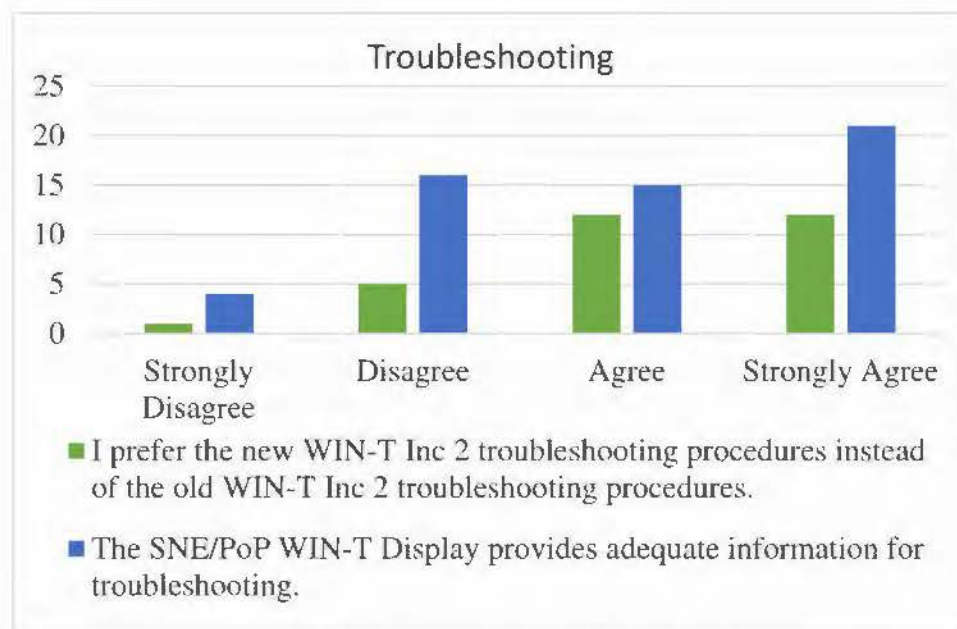 Troubleshooting
25
20
15
10
5
0
Strongly Disagree
Disagree
Agree
Strongly Agree
I prefer the new WIN-T Inc 2 troubleshooting procedures instead
of the old WIN-T Inc 2 troubleshooting procedures.
The SNE/PoP WIN-T Display provides adequate information for
troubleshooting.